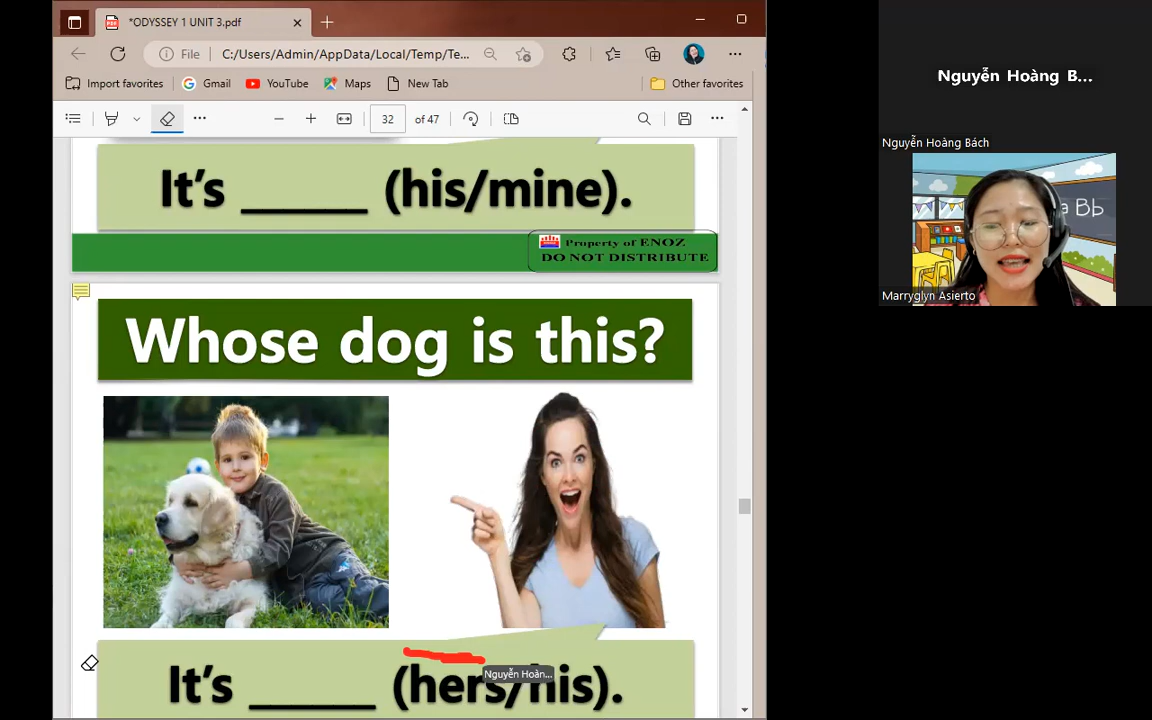 *ODYSSEY 1 UNIT 3.pdf
File C:/Users/Admin/AppData/Local/Temp/Te...
Import favorites Gmail YouTube Maps New Tab Other favorites
32 of 47
It's ______ (his/mine).
Property of ENOZ
DO NOT DISTRIBUTE
Whose dog is this?
It's ______ (hers/his).
Nguyễn Hoàn...
Nguyễn Hoàng B...
Nguyễn Hoàng Bách
a Bb
Marryglyn Asierto